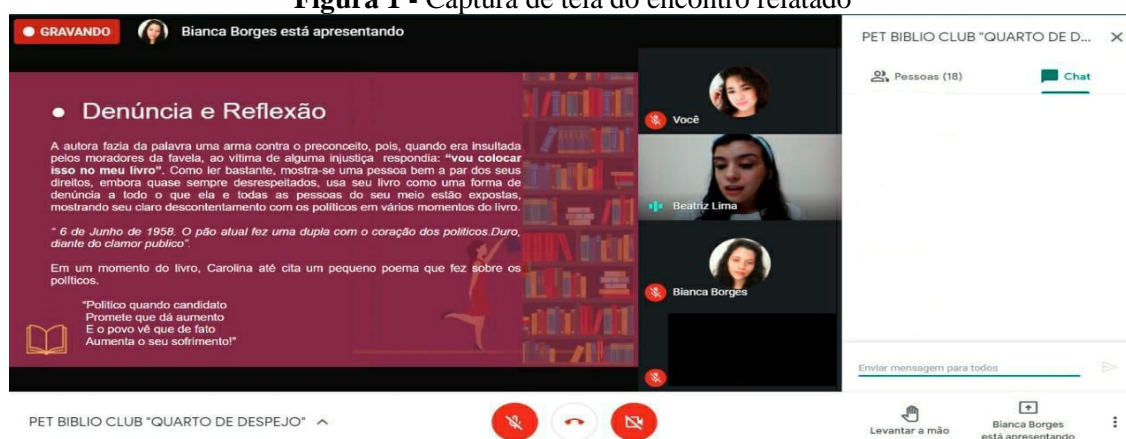 Figura 1 - Captura de tela do encontro relatado
GRAVANDO
Bianca Borges está apresentando
PET BIBLIO CLUB "QUARTO DE D...
Pessoas (18)
Chat
Denúncia e Reflexão
A autora fazia da palavra uma arma contra o preconceito, pois, quando era insultada
pelos moradores da favela, ao vítima de alguma injustiça respondia: "vou colocar
isso no meu livro". Como ler bastante, mostra-se uma pessoa bem a par dos seus
direitos, embora quase sempre desrespeitados, usa seu livro como uma forma de
denúncia a todo o que ela e todas as pessoas do seu meio estão expostas,
mostrando seu claro descontentamento com os políticos em vários momentos do livro.
" 6 de Junho de 1958. O pão atual fez uma dupla com o coração dos politicos.Duro,
diante do clamor publico".
Em um momento do livro, Carolina até cita um pequeno poema que fez sobre os
políticos.
"Politico quando candidato
Promete que dá aumento
E o povo vê que de fato
Aumenta o seu sofrimento!"
Você
Beatriz Lima
Bianca Borges
Enviar mensagem para todos
PET BIBLIO CLUB "QUARTO DE DESPEJO"
Levantar a mão
Bianca Borges
está apresentando